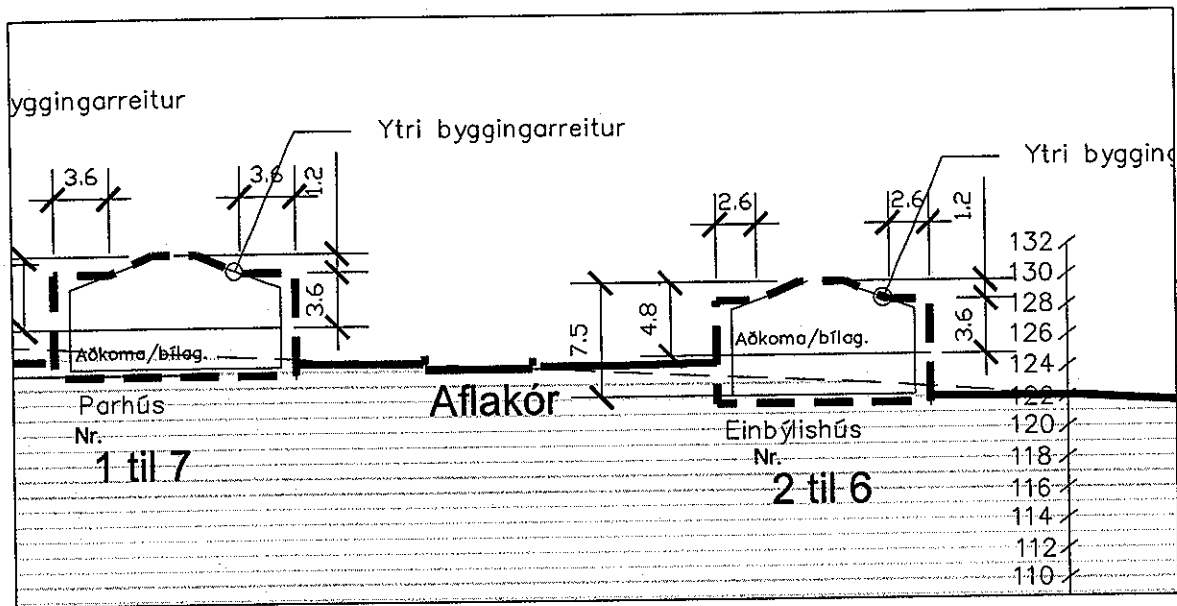 yggingarreitur
Ytri byggingarreitur
Ytri bygging
3.6
3.6
1.2
2.6
2.6
1.2
3.6
7.5
4.8
3.6
Aðkoma/bílag.
Aðkoma/bílag.
Parhús
Nr.
1 til 7
Aflakór
Einbýlishús
Nr.
2 til 6
132
130
128
126
124
122
120
118
116
114
112
110